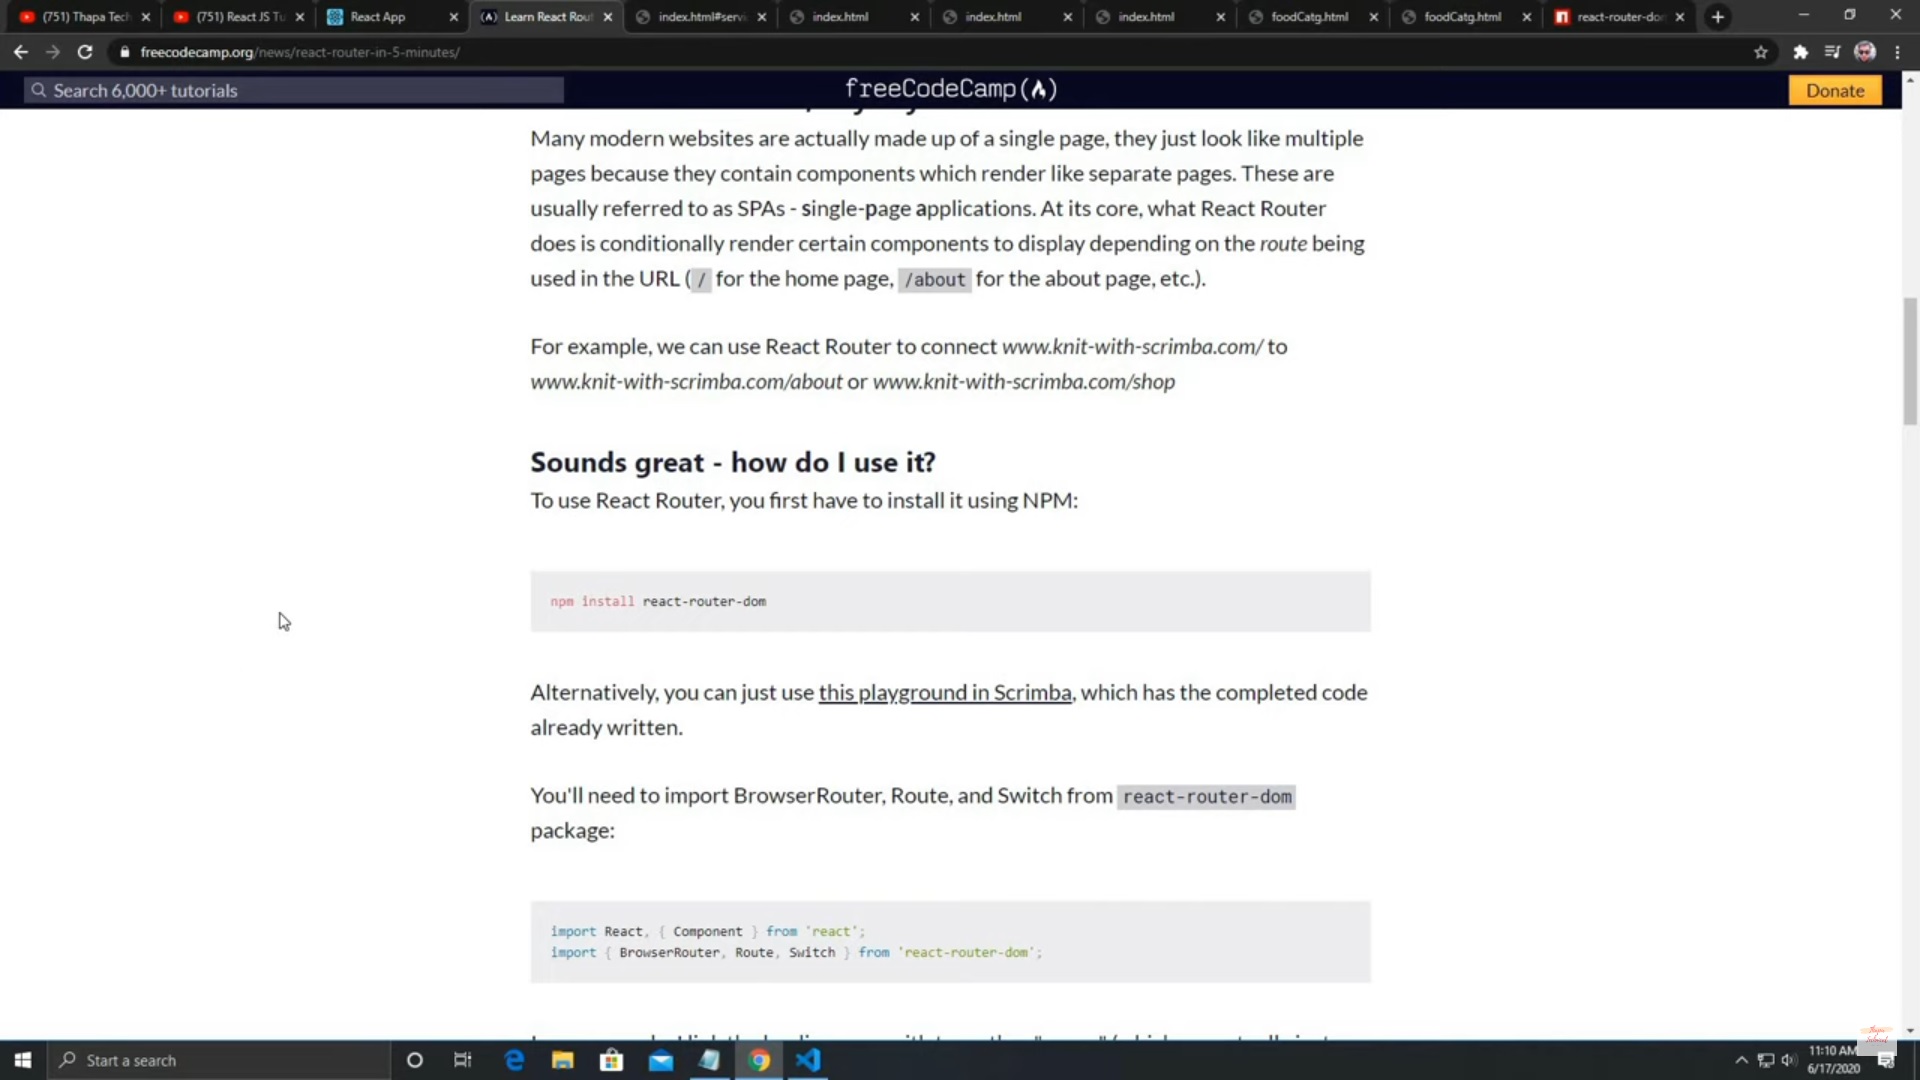 (751) Thapa Tech
(751) React JS Tu
React App
Learn React Rou
index.html#servi
index.html
index.html
index.html
foodCatg.html
foodCatg.html
react-router-do
freecodecamp.org/news/react-router-in-5-minutes/
Search 6,000+ tutorials
freeCodeCamp(🔥)
Donate
Many modern websites are actually made up of a single page, they just look like multiple
pages because they contain components which render like separate pages. These are
usually referred to as SPAs - single-page applications. At its core, what React Router
does is conditionally render certain components to display depending on the route being
used in the URL ( / for the home page, /about for the about page, etc.).
For example, we can use React Router to connect www.knit-with-scrimba.com/ to
www.knit-with-scrimba.com/about or www.knit-with-scrimba.com/shop
Sounds great - how do I use it?
To use React Router, you first have to install it using NPM:
npm install react-router-dom
Alternatively, you can just use this playground in Scrimba, which has the completed code
already written.
You'll need to import BrowserRouter, Route, and Switch from react-router-dom
package:
import React, { Component } from 'react';
import { BrowserRouter, Route, Switch } from 'react-router-dom';
Start a search
11:10 AM
6/17/2020